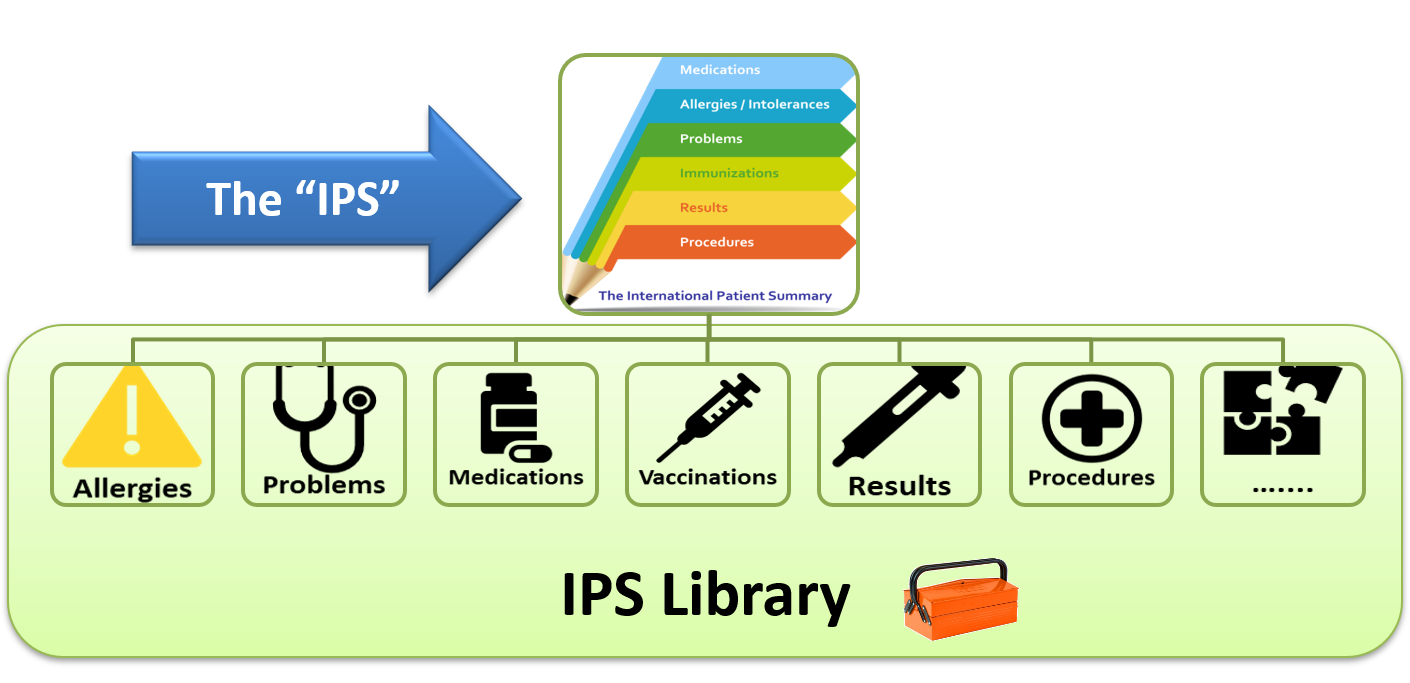 Medications
Allergies / Intolerances
Problems
The “IPS”
Immunizations
Results
Procedures
The International Patient Summary
Allergies
Problems
Medications
Vaccinations
Results
Procedures
.......
IPS Library